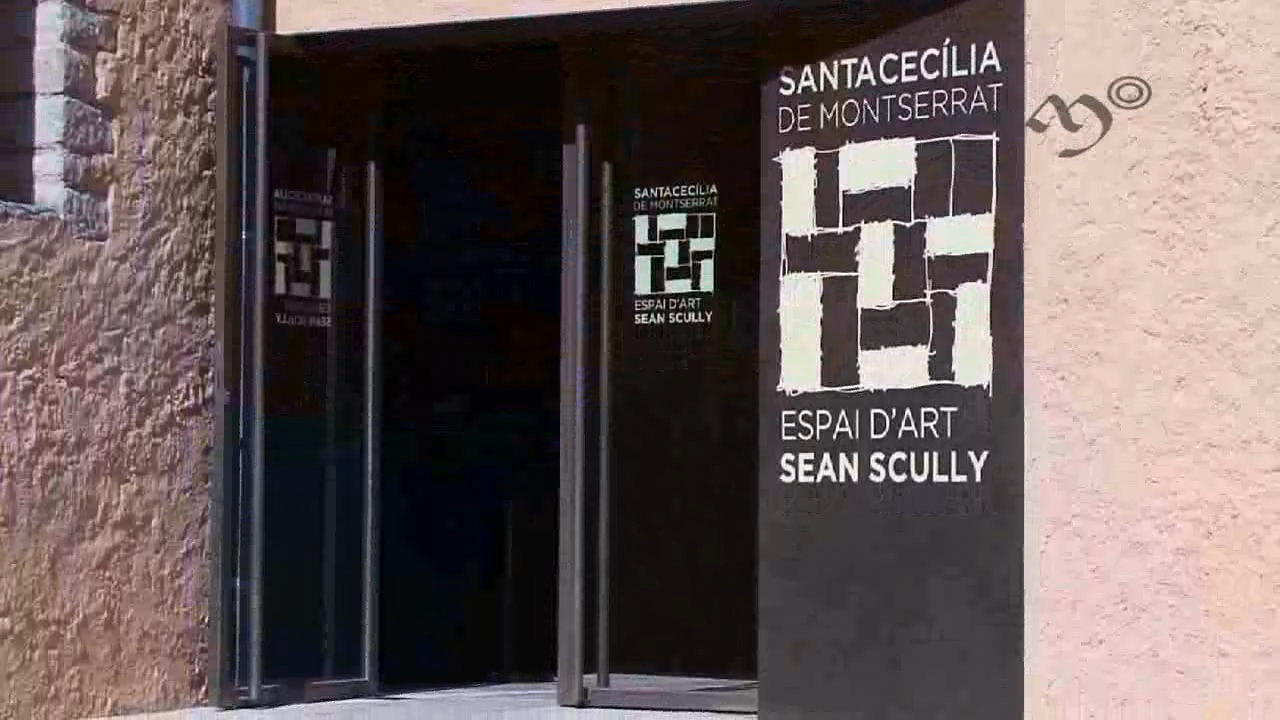 SANTACECÍLIA
DE MONTSERRAT
ESPAI D'ART
SEAN SCULLY
SANTACECÍLIA
DE MONTSERRAT
ESPAI D'ART
SEAN SCULLY